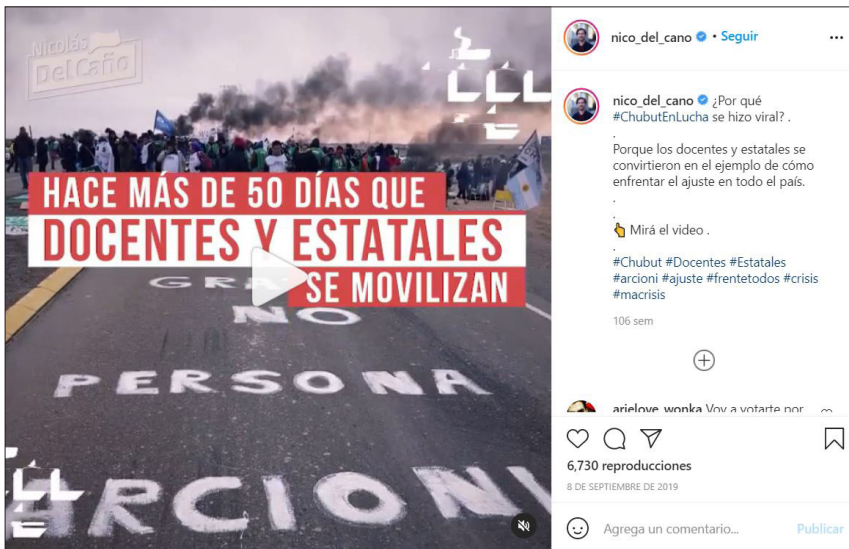 Nicolás
Del Caño
HACE MÁS DE 50 DÍAS QUE
DOCENTES Y ESTATALES
SE MOVILIZAN
NO
PERSONA
ARCIONI
nico_del_cano • Seguir
nico_del_cano ¿Por qué
#ChubutEnLucha se hizo viral? .
.
Porque los docentes y estatales se
convirtieron en el ejemplo de cómo
enfrentar el ajuste en todo el país.
.
.
👆 Mirá el video .
.
#Chubut #Docentes #Estatales
#arcioni #ajuste #frentetodos #crisis
#macrisis
106 sem
arielove_wonka Voy a votarte por
6,730 reproducciones
8 DE SEPTIEMBRE DE 2019
Agrega un comentario...
Publicar